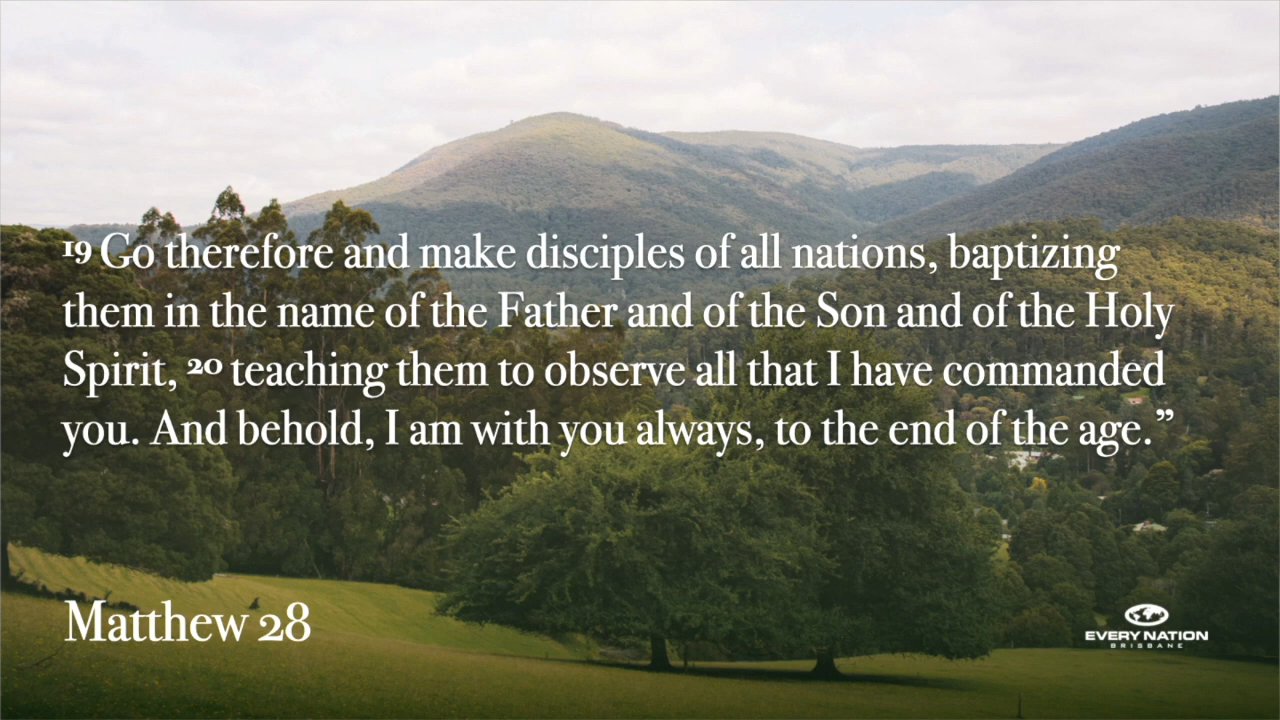 19 Go therefore and make disciples of all nations, baptizing
them in the name of the Father and of the Son and of the Holy
Spirit, 20 teaching them to observe all that I have commanded
you. And behold, I am with you always, to the end of the age.”
Matthew 28
EVERY NATION
BRISBANE